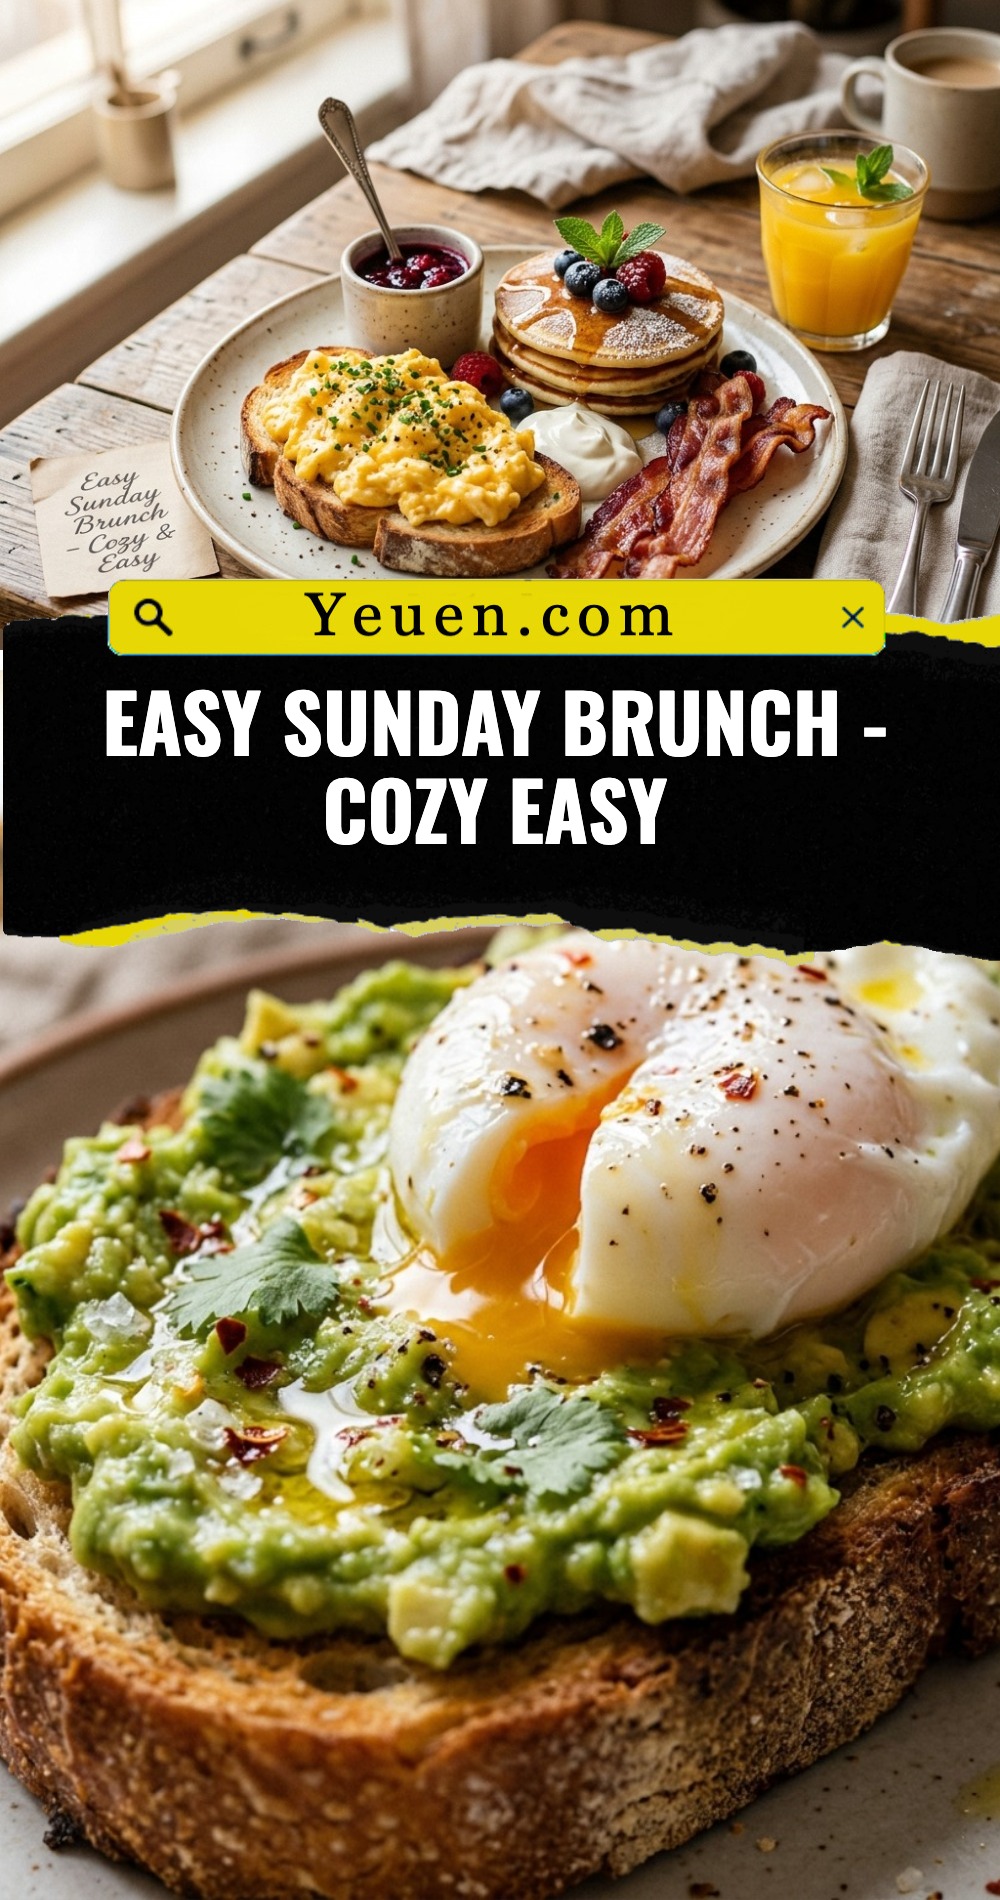 Easy
Sunday
Brunch
- Cozy &
Easy
Yeuen.com
EASY SUNDAY BRUNCH -
COZY EASY